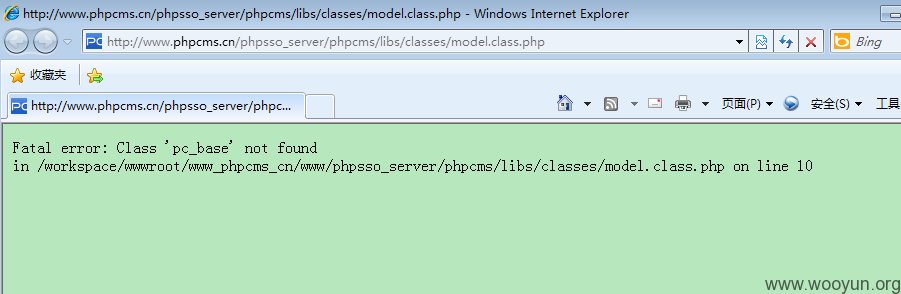 http://www.phpcms.cn/phpsso_server/phpcms/libs/classes/model.class.php - Windows Internet Explorer
PC http://www.phpcms.cn/phpsso_server/phpcms/libs/classes/model.class.php Bing
收藏夹
PC http://www.phpcms.cn/phpsso_server/phpc... 页面(P) 安全(S) 工具
Fatal error: Class 'pc_base' not found
in /workspace/wwwroot/www_phpcms_cn/www/phpsso_server/phpcms/libs/classes/model.class.php on line 10
www.wooyun.org